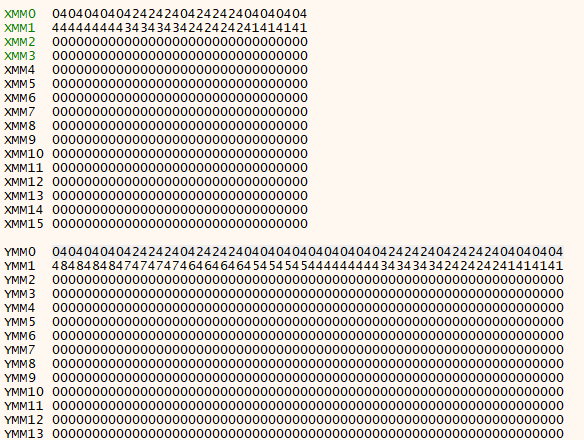 XMM0 04040404042424240424242404040404
XMM1 44444444434343434242424241414141
XMM2 00000000000000000000000000000000
XMM3 00000000000000000000000000000000
XMM4 00000000000000000000000000000000
XMM5 00000000000000000000000000000000
XMM6 00000000000000000000000000000000
XMM7 00000000000000000000000000000000
XMM8 00000000000000000000000000000000
XMM9 00000000000000000000000000000000
XMM10 00000000000000000000000000000000
XMM11 00000000000000000000000000000000
XMM12 00000000000000000000000000000000
XMM13 00000000000000000000000000000000
XMM14 00000000000000000000000000000000
XMM15 00000000000000000000000000000000
YMM0 0404040404242424042424240404040404040404042424240424242404040404
YMM1 4848484847474747464646464545454544444444434343434242424241414141
YMM2 0000000000000000000000000000000000000000000000000000000000000000
YMM3 0000000000000000000000000000000000000000000000000000000000000000
YMM4 0000000000000000000000000000000000000000000000000000000000000000
YMM5 0000000000000000000000000000000000000000000000000000000000000000
YMM6 0000000000000000000000000000000000000000000000000000000000000000
YMM7 0000000000000000000000000000000000000000000000000000000000000000
YMM8 0000000000000000000000000000000000000000000000000000000000000000
YMM9 0000000000000000000000000000000000000000000000000000000000000000
YMM10 0000000000000000000000000000000000000000000000000000000000000000
YMM11 0000000000000000000000000000000000000000000000000000000000000000
YMM12 0000000000000000000000000000000000000000000000000000000000000000
YMM13 0000000000000000000000000000000000000000000000000000000000000000